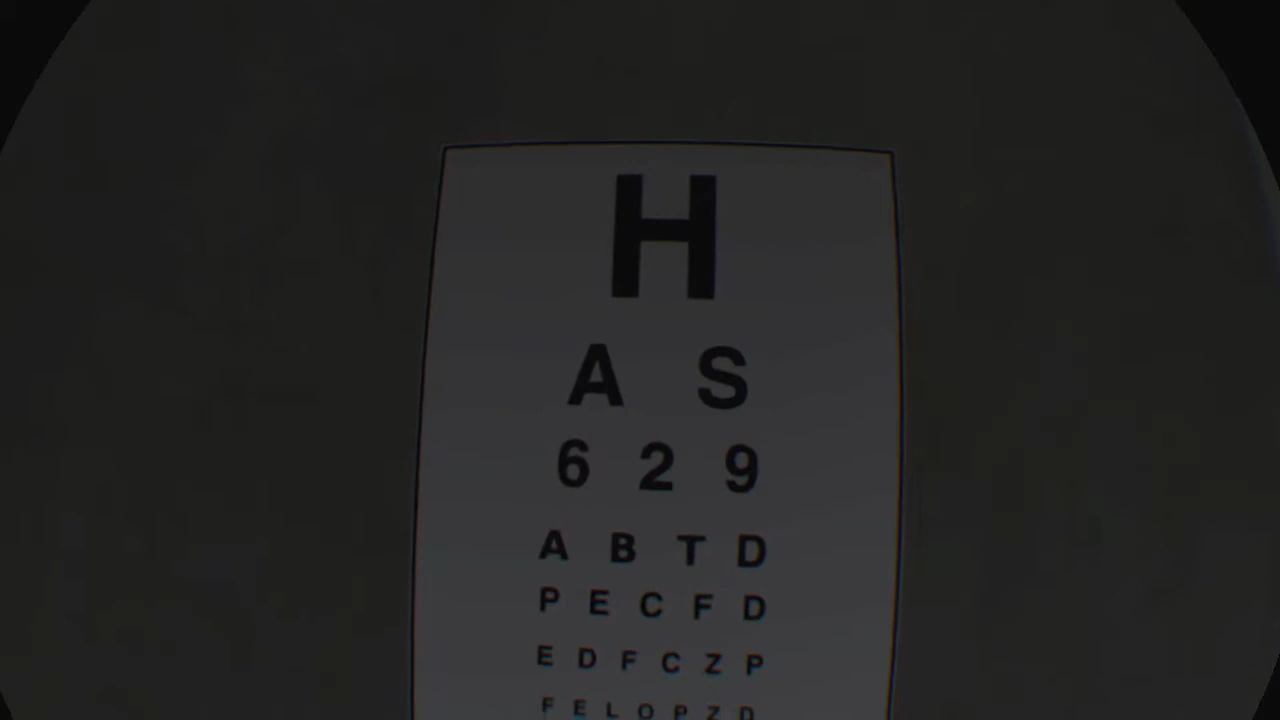 H
A S
6 2 9
A B T D
P E C F D
E D F C Z P
F E L O P Z D